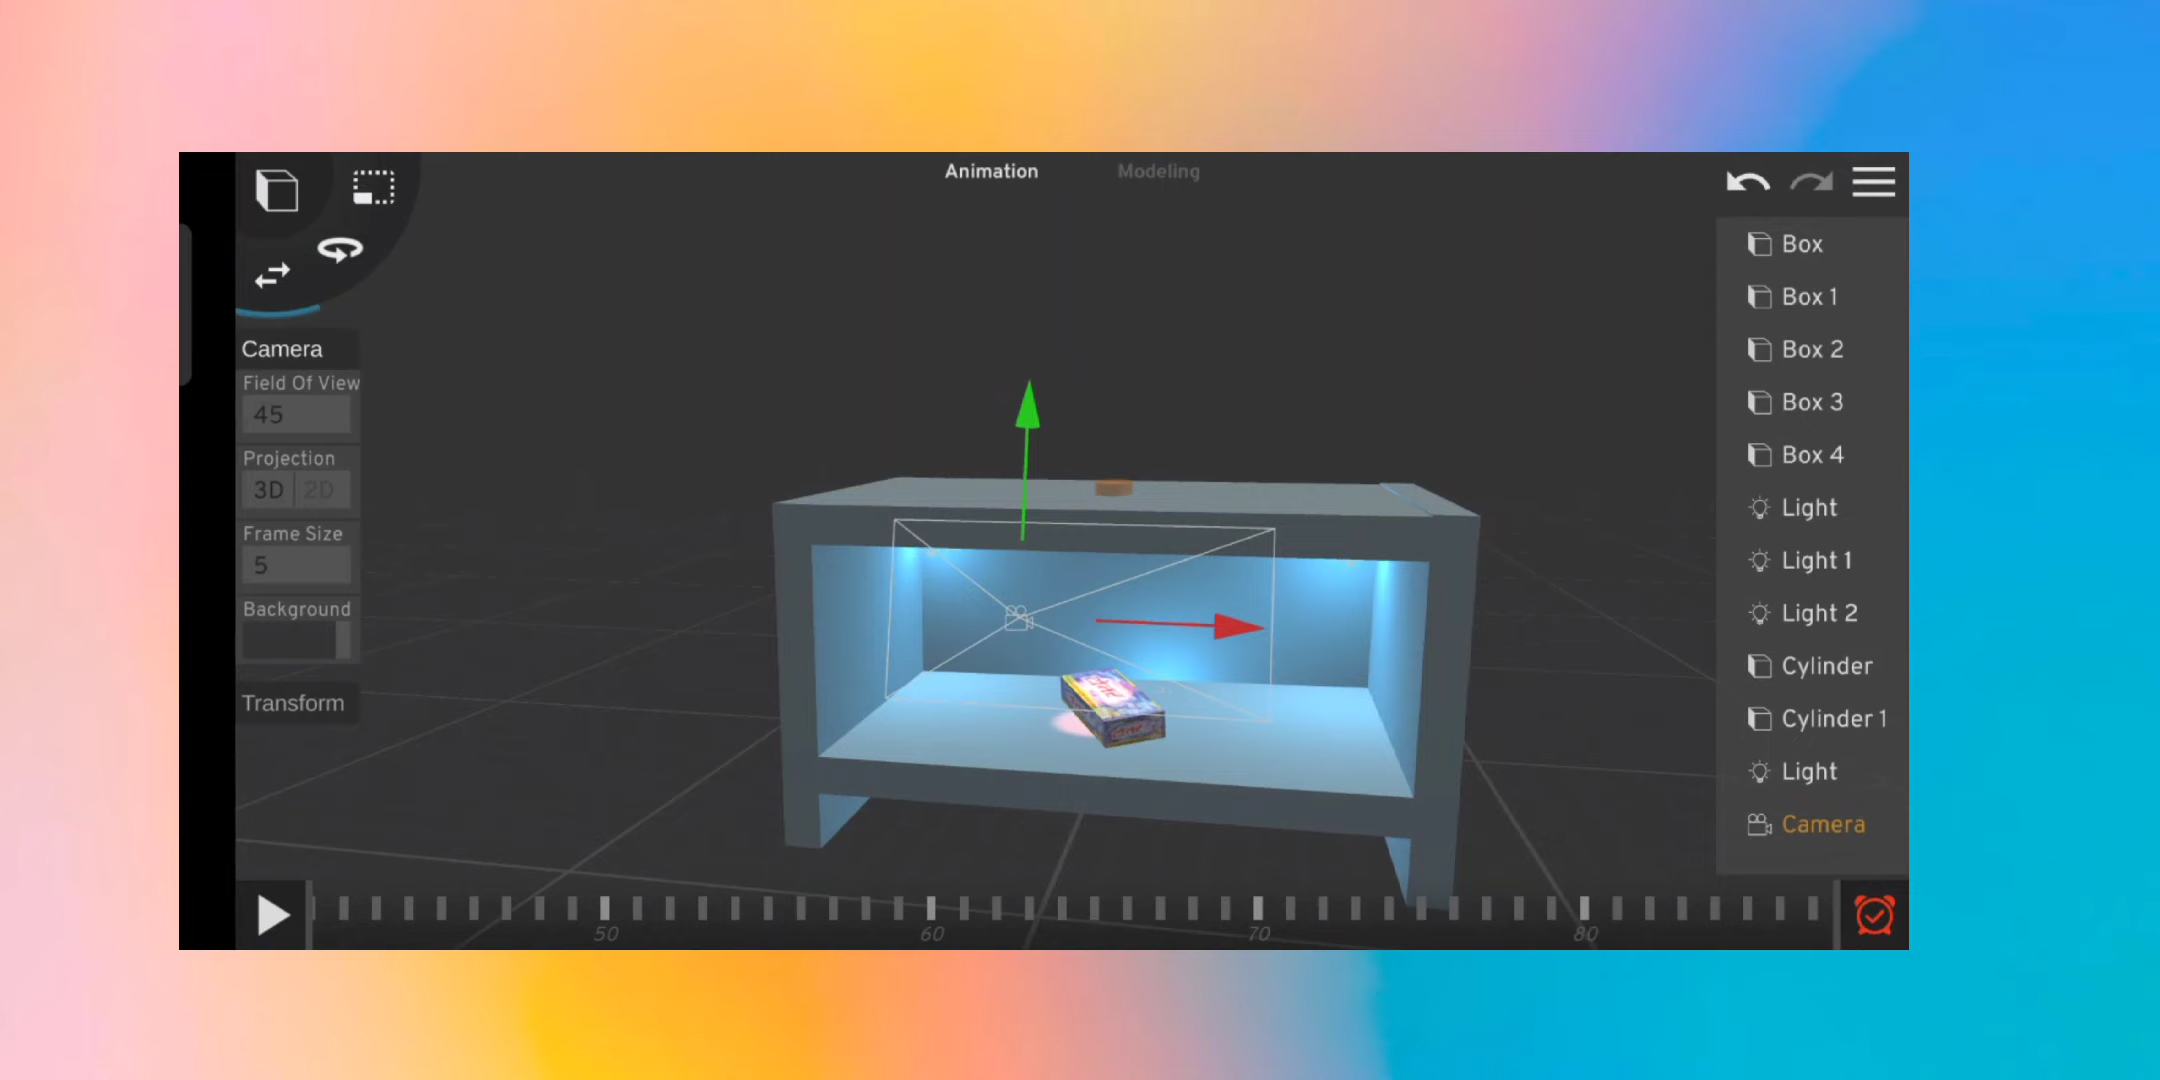 Animation
Modeling
Camera
Field Of View
45
Projection
3D 2D
Frame Size
5
Background
Transform
Box
Box 1
Box 2
Box 3
Box 4
Light
Light 1
Light 2
Cylinder
Cylinder 1
Light
Camera
50 60 70 80